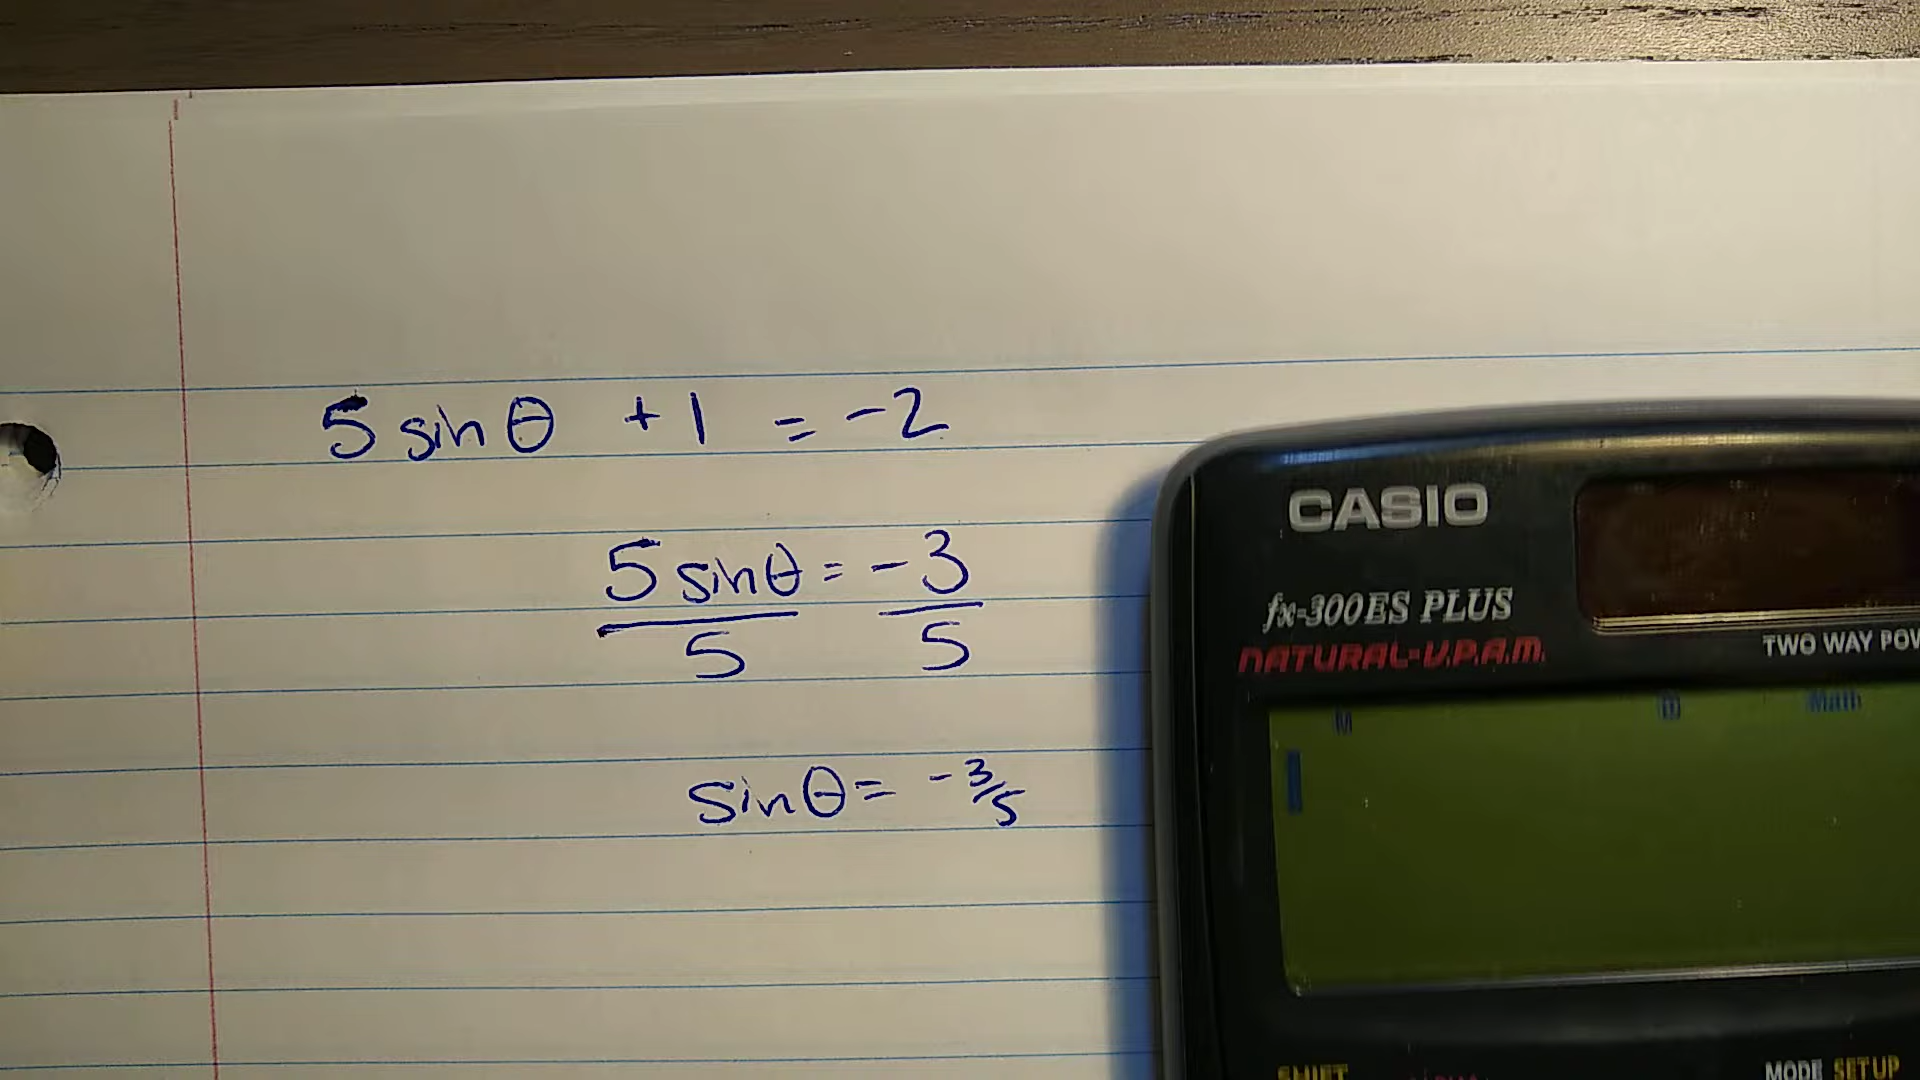 5 sin θ + 1 = -2
5 sin θ = -3
5 5
sin θ = -3/5
CASIO
fx-300ES PLUS
NATURAL-V.P.A.M.
TWO WAY POW
M D Math
SHIFT
MODE SETUP